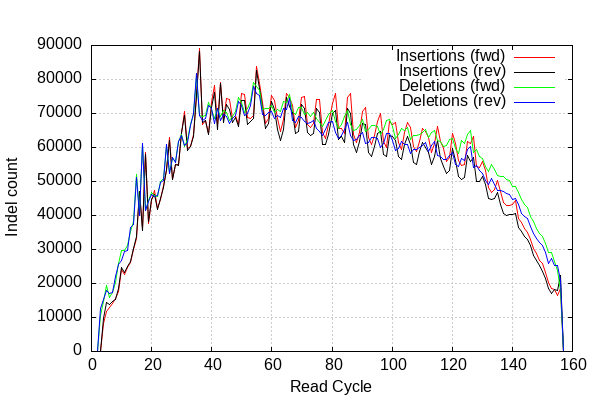 90000
80000
70000
60000
50000
40000
30000
20000
10000
0
Indel count
Insertions (fwd)
Insertions (rev)
Deletions (fwd)
Deletions (rev)
0 20 40 60 80 100 120 140 160
Read Cycle